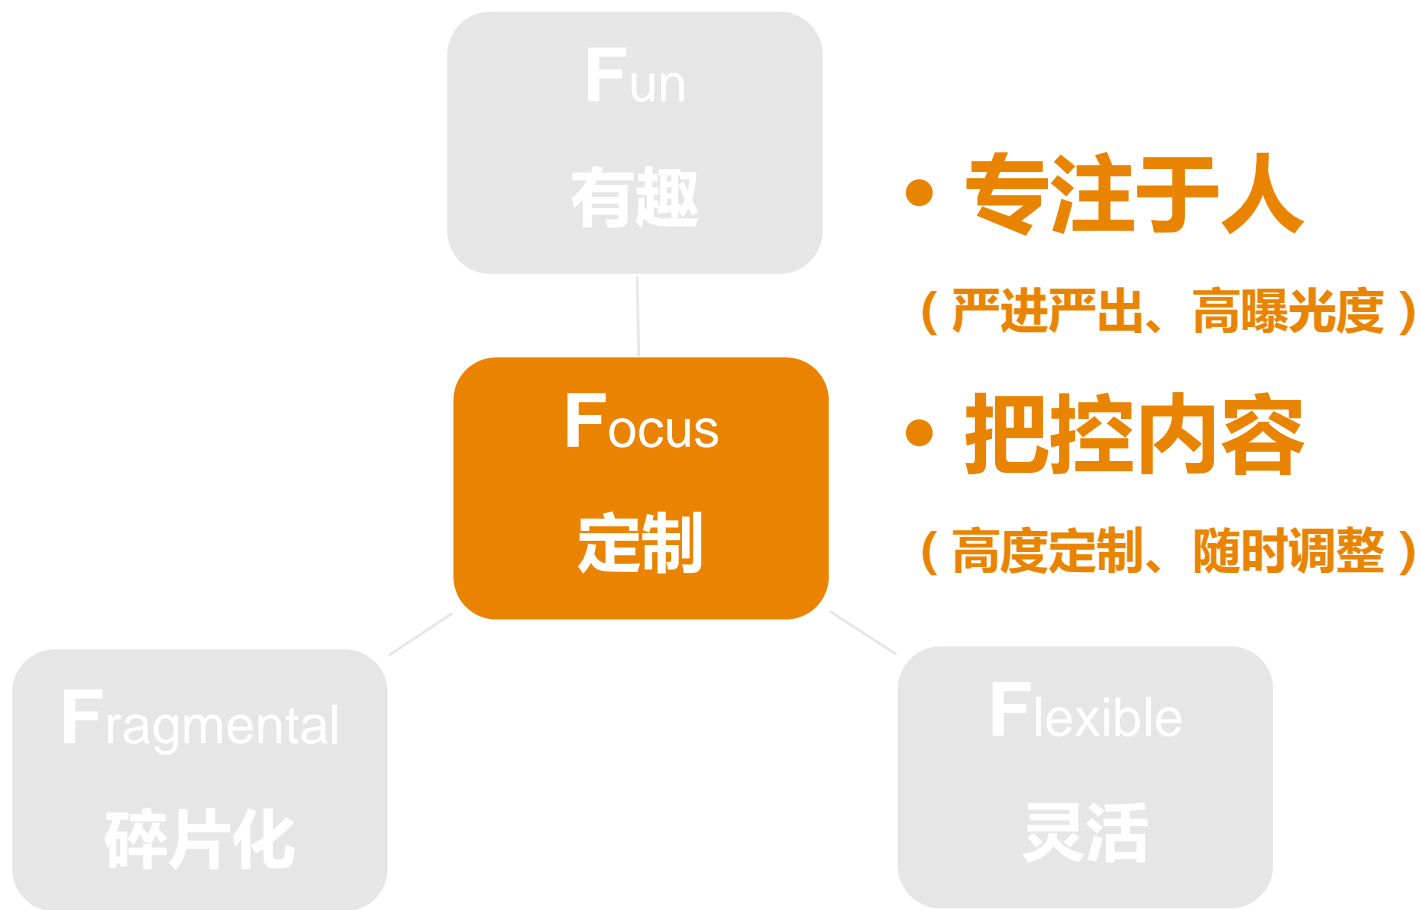 Fun
有趣
• 专注于人
（严进严出、高曝光度）
Focus
定制
• 把控内容
（高度定制、随时调整）
Fragmental
碎片化
Flexible
灵活